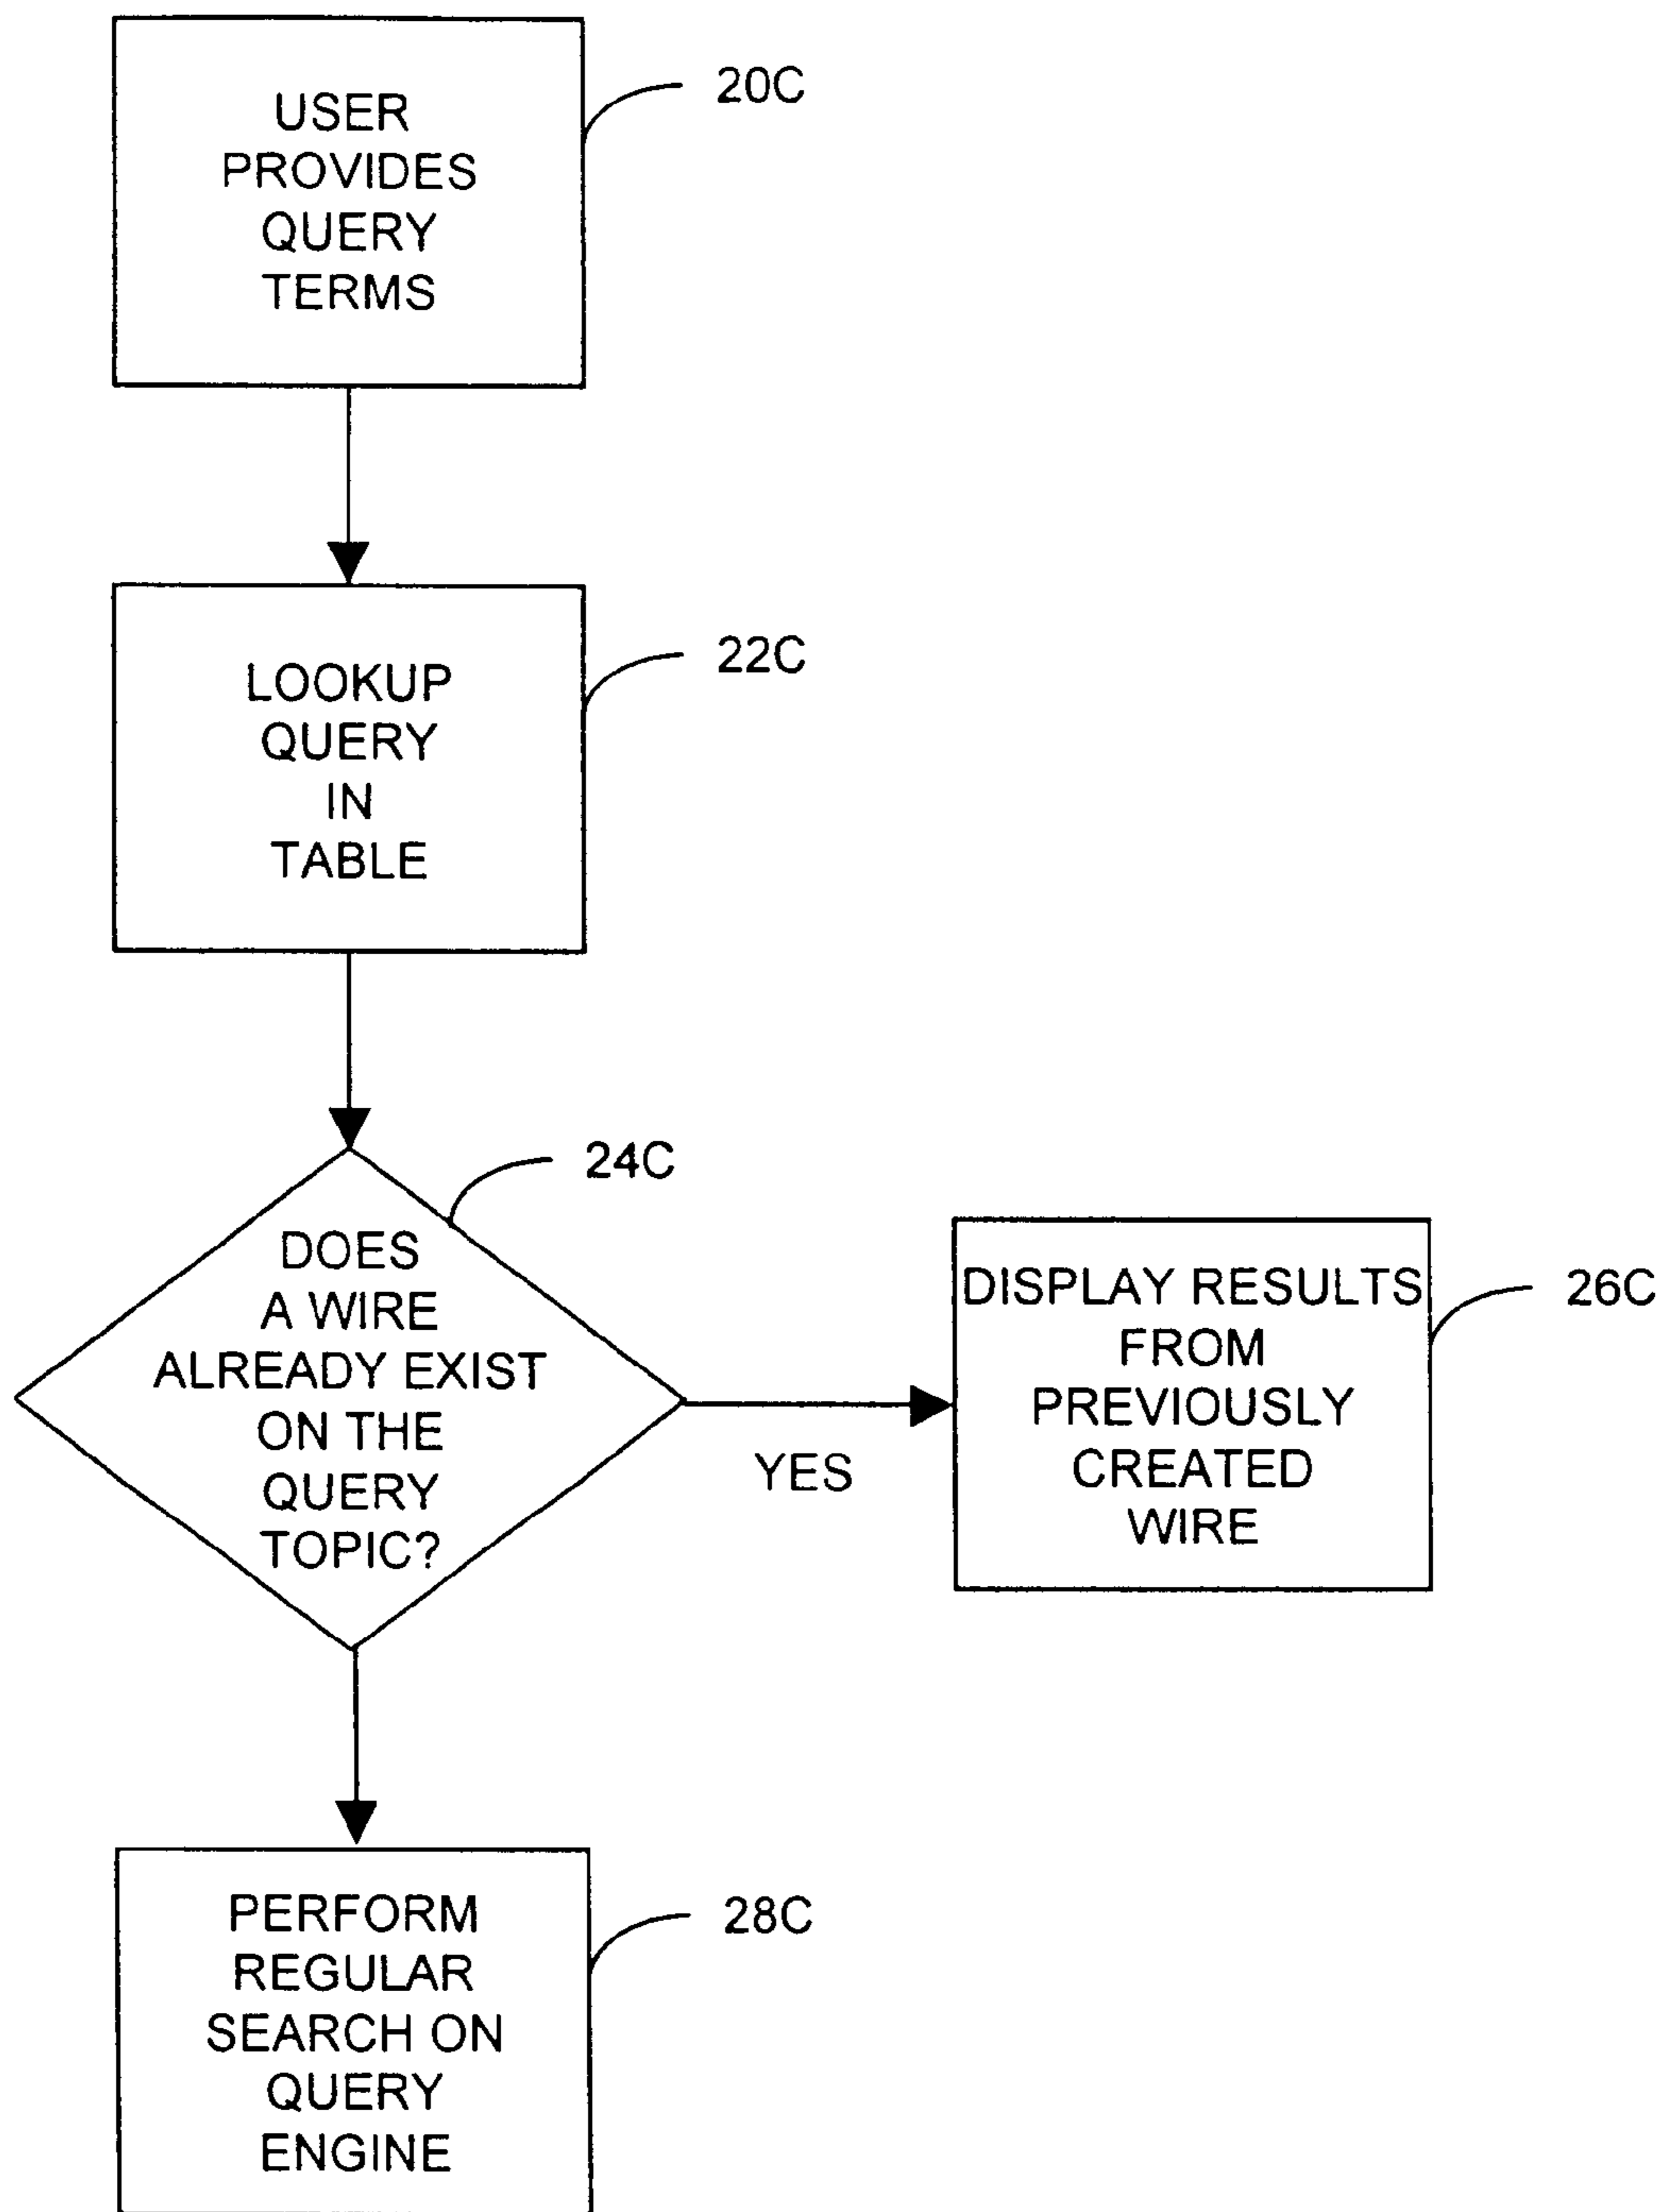 USER
PROVIDES
QUERY
TERMS
20C
LOOKUP
QUERY
IN
TABLE
22C
DOES
A WIRE
ALREADY EXIST
ON THE
QUERY
TOPIC?
24C
YES
DISPLAY RESULTS
FROM
PREVIOUSLY
CREATED
WIRE
26C
PERFORM
REGULAR
SEARCH ON
QUERY
ENGINE
28C